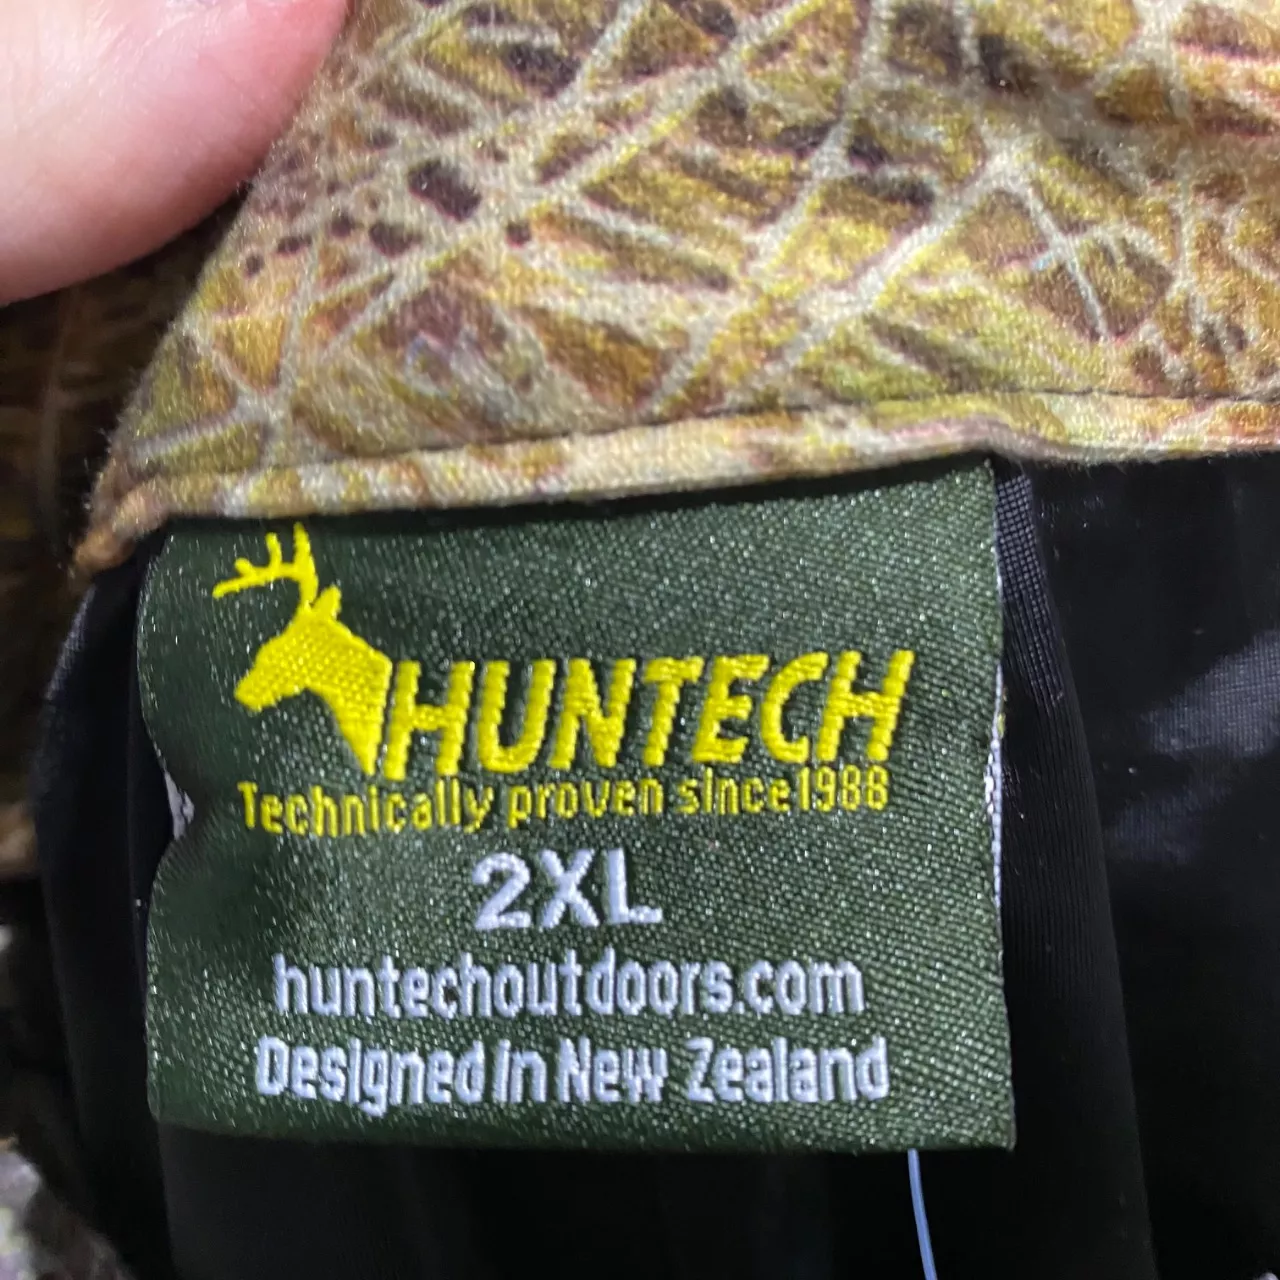 HUNTECH
Technically proven since1988
2XL
huntechoutdoors.com
Designed in New Zealand